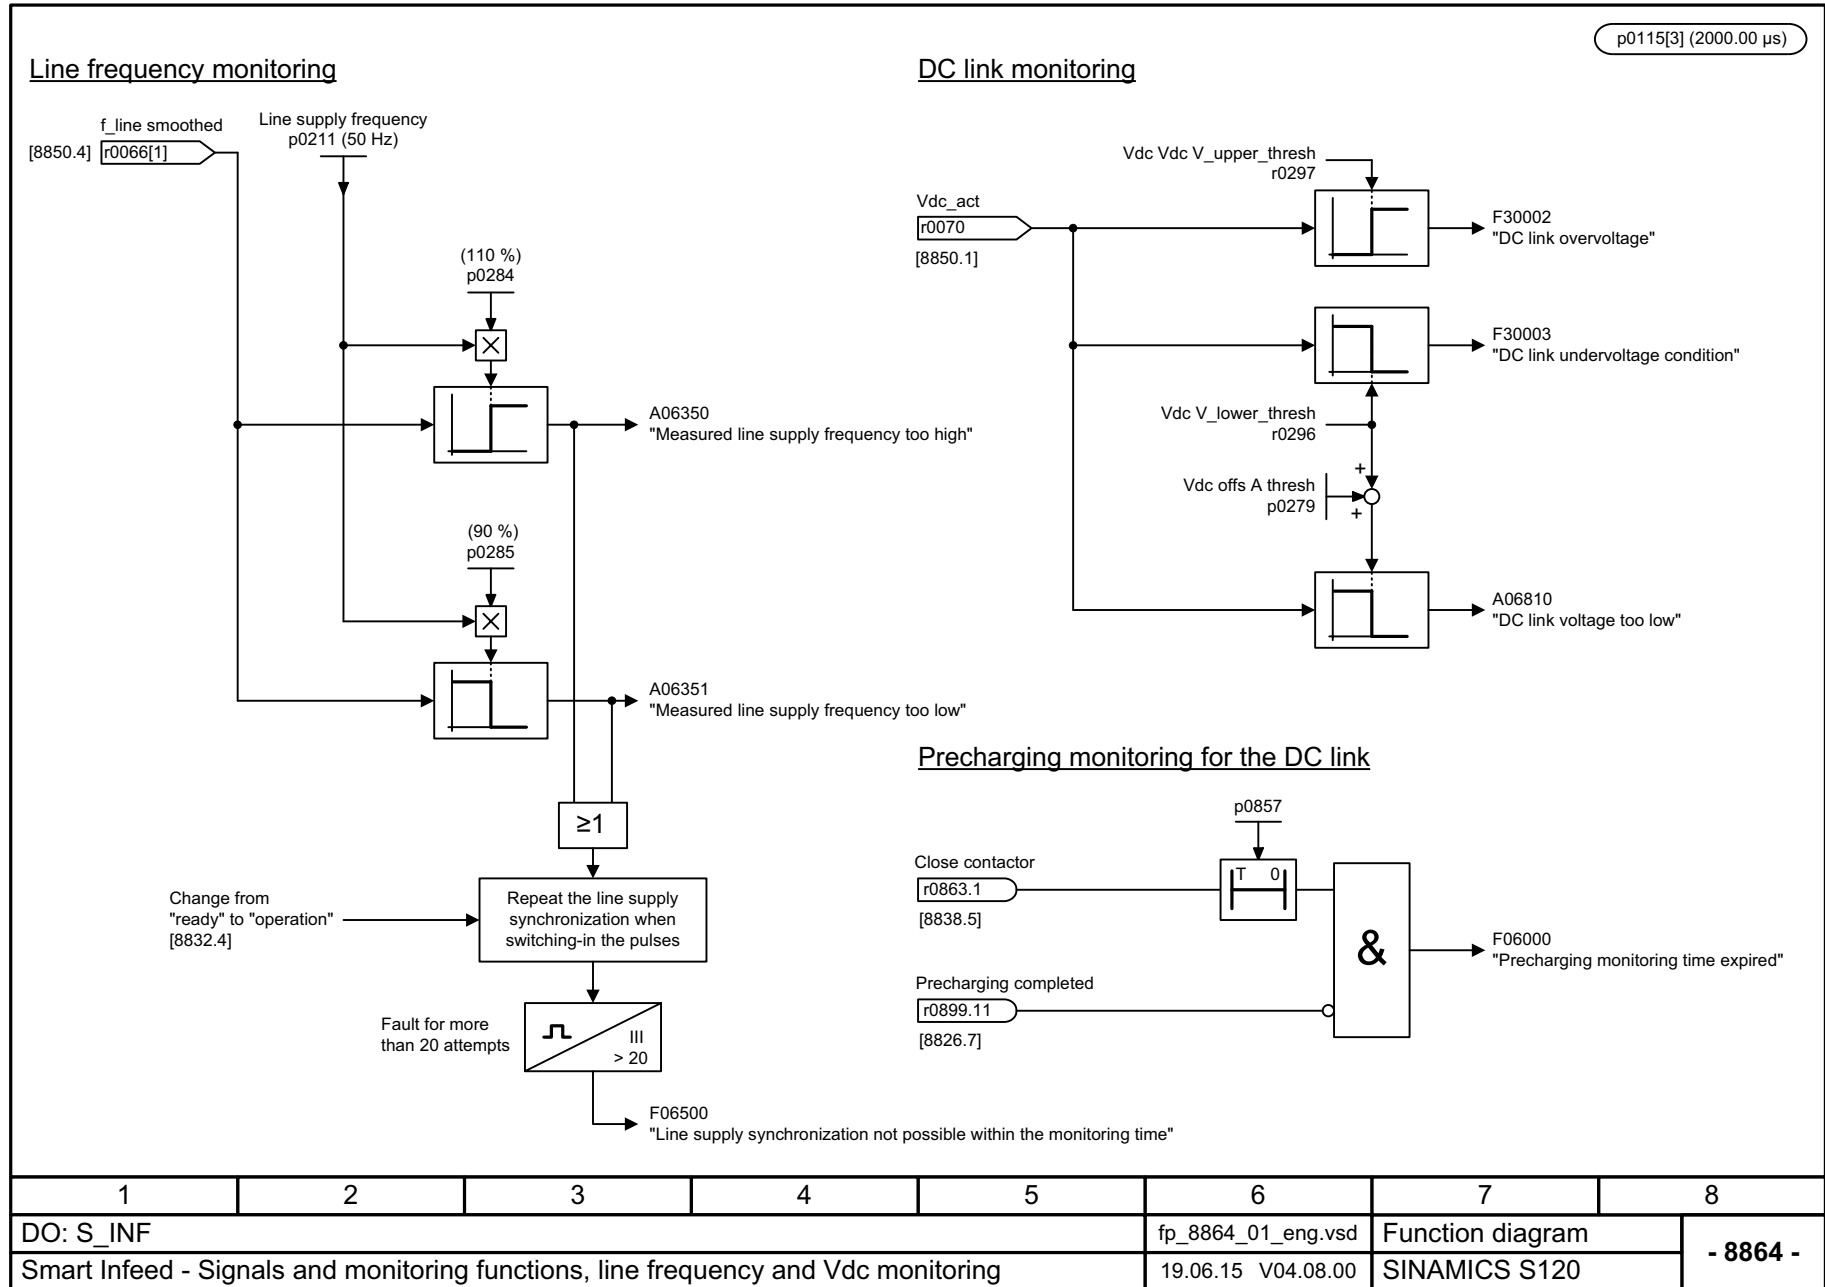 p0115[3] (2000.00 µs)
Line frequency monitoring
f_line smoothed
[8850.4] r0066[1]
Line supply frequency
p0211 (50 Hz)
(110 %)
p0284
A06350
"Measured line supply frequency too high"
(90 %)
p0285
A06351
"Measured line supply frequency too low"
≥1
Change from
"ready" to "operation"
[8832.4]
Repeat the line supply
synchronization when
switching-in the pulses
Fault for more
than 20 attempts
III
> 20
F06500
"Line supply synchronization not possible within the monitoring time"
DC link monitoring
Vdc Vdc V_upper_thresh
r0297
Vdc_act
r0070
[8850.1]
F30002
"DC link overvoltage"
F30003
"DC link undervoltage condition"
Vdc V_lower_thresh
r0296
+
Vdc offs A thresh
p0279
+
A06810
"DC link voltage too low"
Precharging monitoring for the DC link
p0857
Close contactor
r0863.1
[8838.5]
T 0
&
F06000
"Precharging monitoring time expired"
Precharging completed
r0899.11
[8826.7]
1 2 3 4 5 6 7 8
DO: S_INF
fp_8864_01_eng.vsd
Function diagram
- 8864 -
Smart Infeed - Signals and monitoring functions, line frequency and Vdc monitoring
19.06.15 V04.08.00
SINAMICS S120